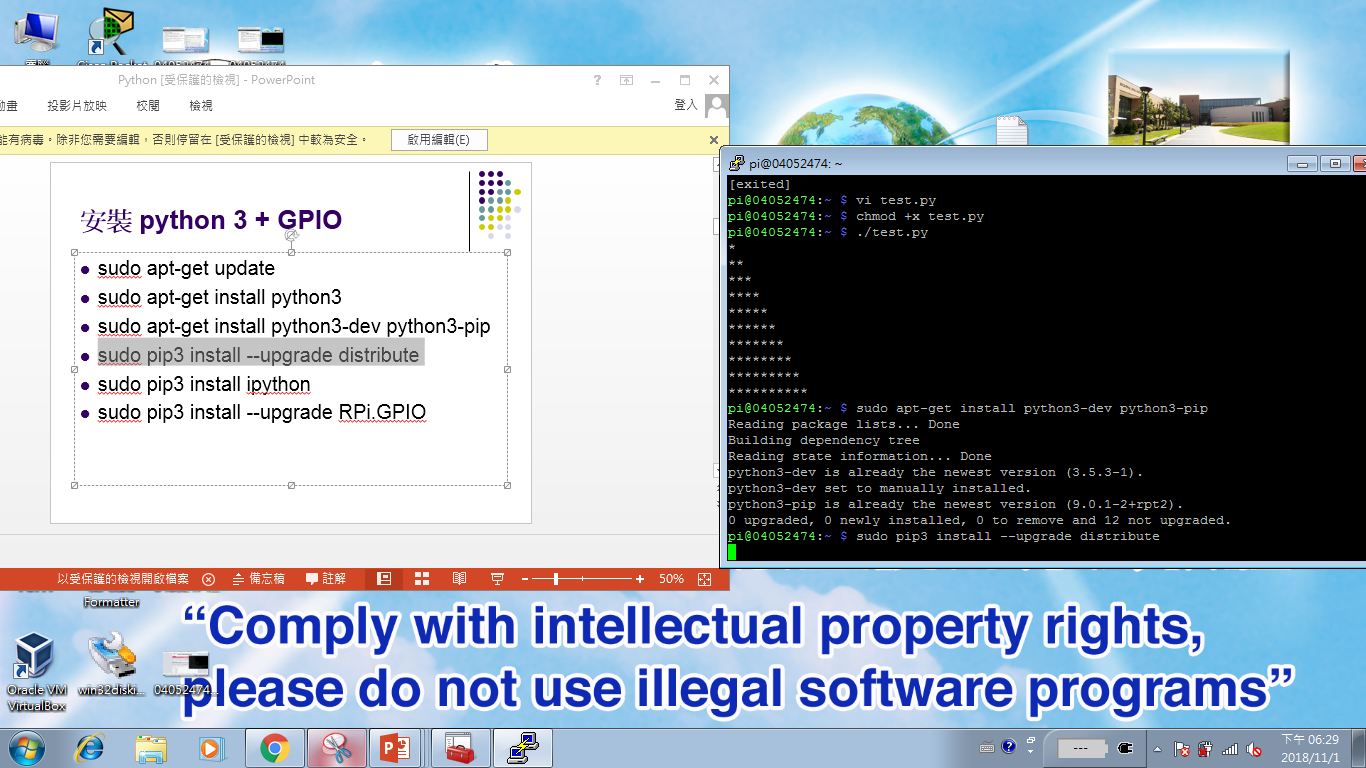 Python [受保護的檢視] - PowerPoint
投影片放映 校閱 檢視 登入
能有病毒。除非您需要編輯，否則停留在 [受保護的檢視] 中較為安全。 啟用編輯(E)
安裝 python 3 + GPIO
sudo apt-get update
sudo apt-get install python3
sudo apt-get install python3-dev python3-pip
sudo pip3 install --upgrade distribute
sudo pip3 install ipython
sudo pip3 install --upgrade RPi.GPIO
以受保護的檢視開啟檔案 備忘稿 註解 50%
pi@04052474: ~
[exited]
pi@04052474:~ $ vi test.py
pi@04052474:~ $ chmod +x test.py
pi@04052474:~ $ ./test.py
*
**
***
****
*****
******
*******
********
*********
**********
pi@04052474:~ $ sudo apt-get install python3-dev python3-pip
Reading package lists... Done
Building dependency tree
Reading state information... Done
python3-dev is already the newest version (3.5.3-1).
python3-dev set to manually installed.
python3-pip is already the newest version (9.0.1-2+rpt2).
0 upgraded, 0 newly installed, 0 to remove and 12 not upgraded.
pi@04052474:~ $ sudo pip3 install --upgrade distribute
Formatter
“Comply with intellectual property rights,
please do not use illegal software programs”
Oracle VM
VirtualBox
win32diski...
04052474...
下午 06:29
2018/11/1